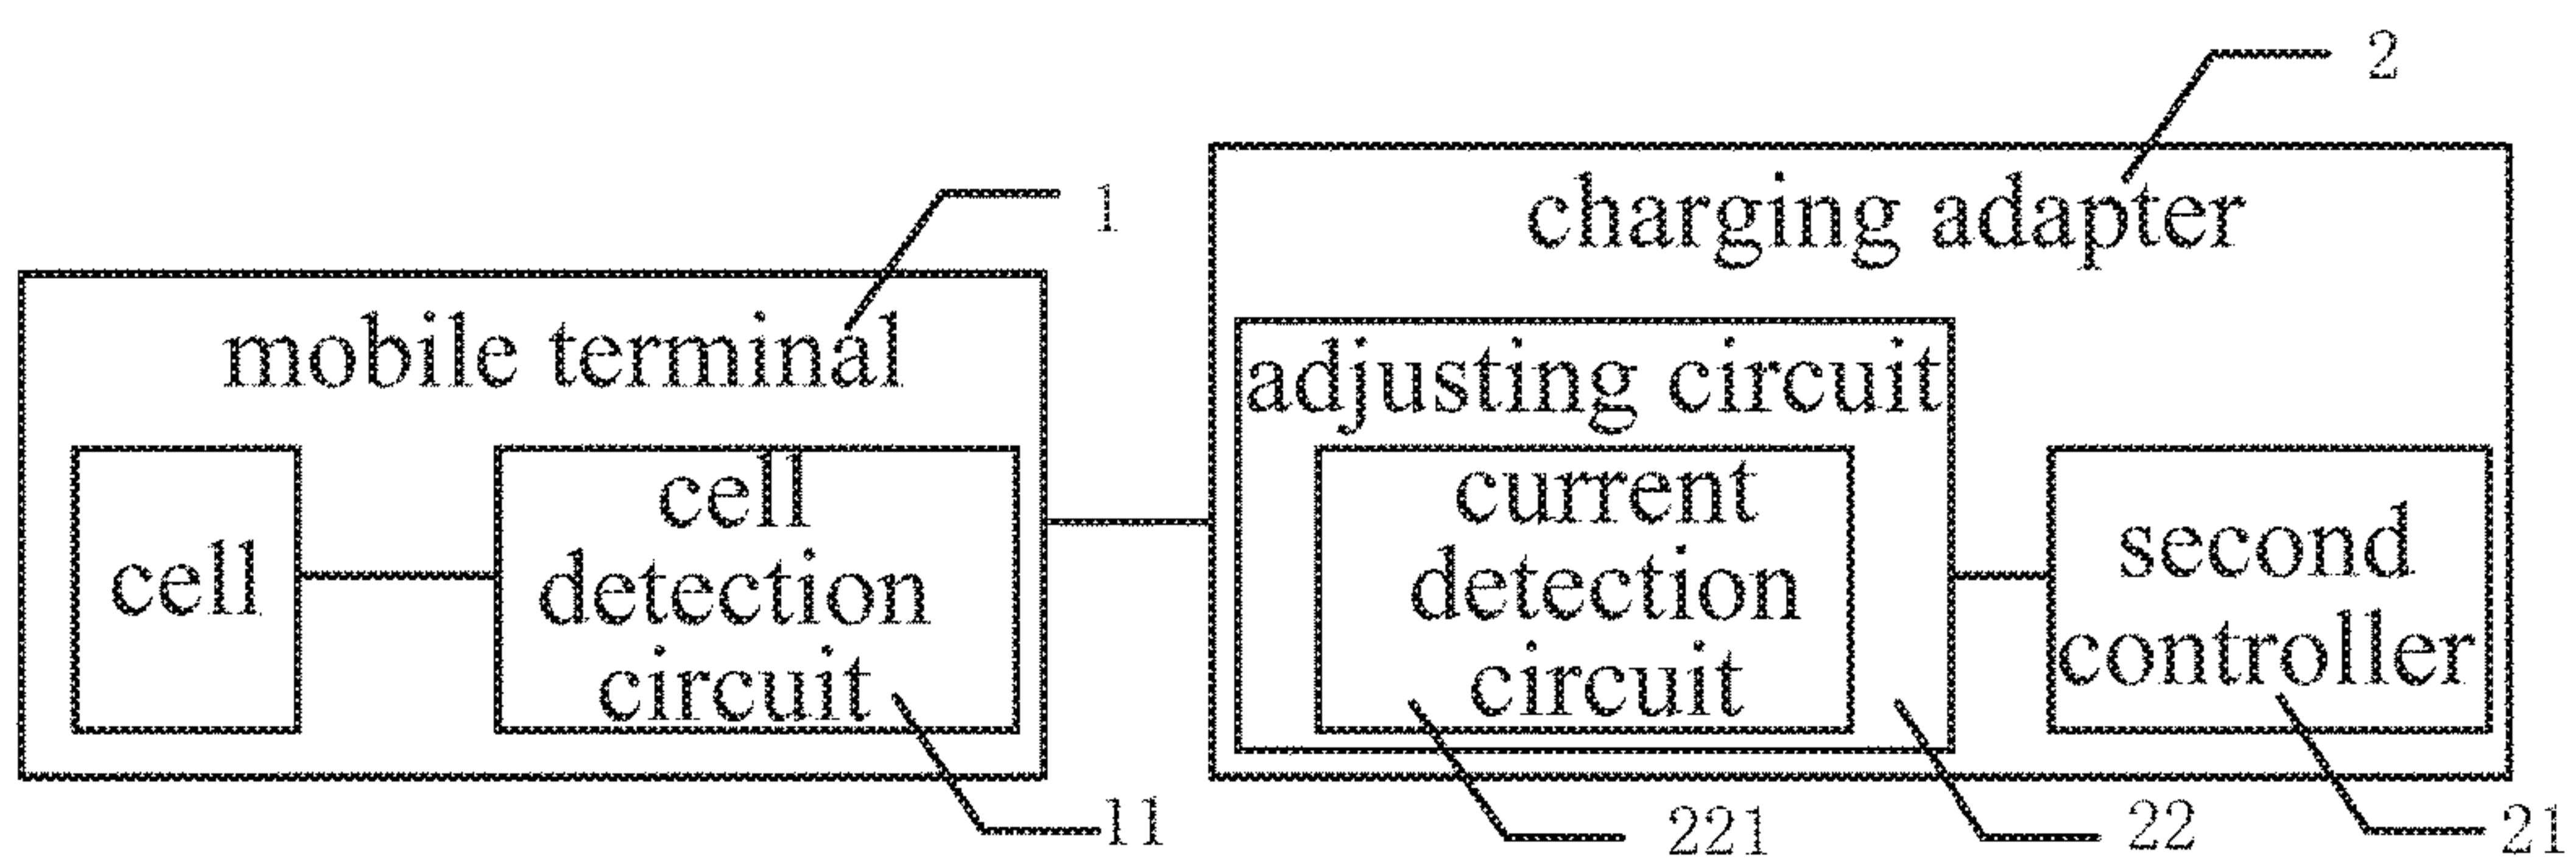 2
1
charging adapter
mobile terminal
adjusting circuit
cell
cell
detection
circuit
current
detection
circuit
second
controller
11
221
22
21